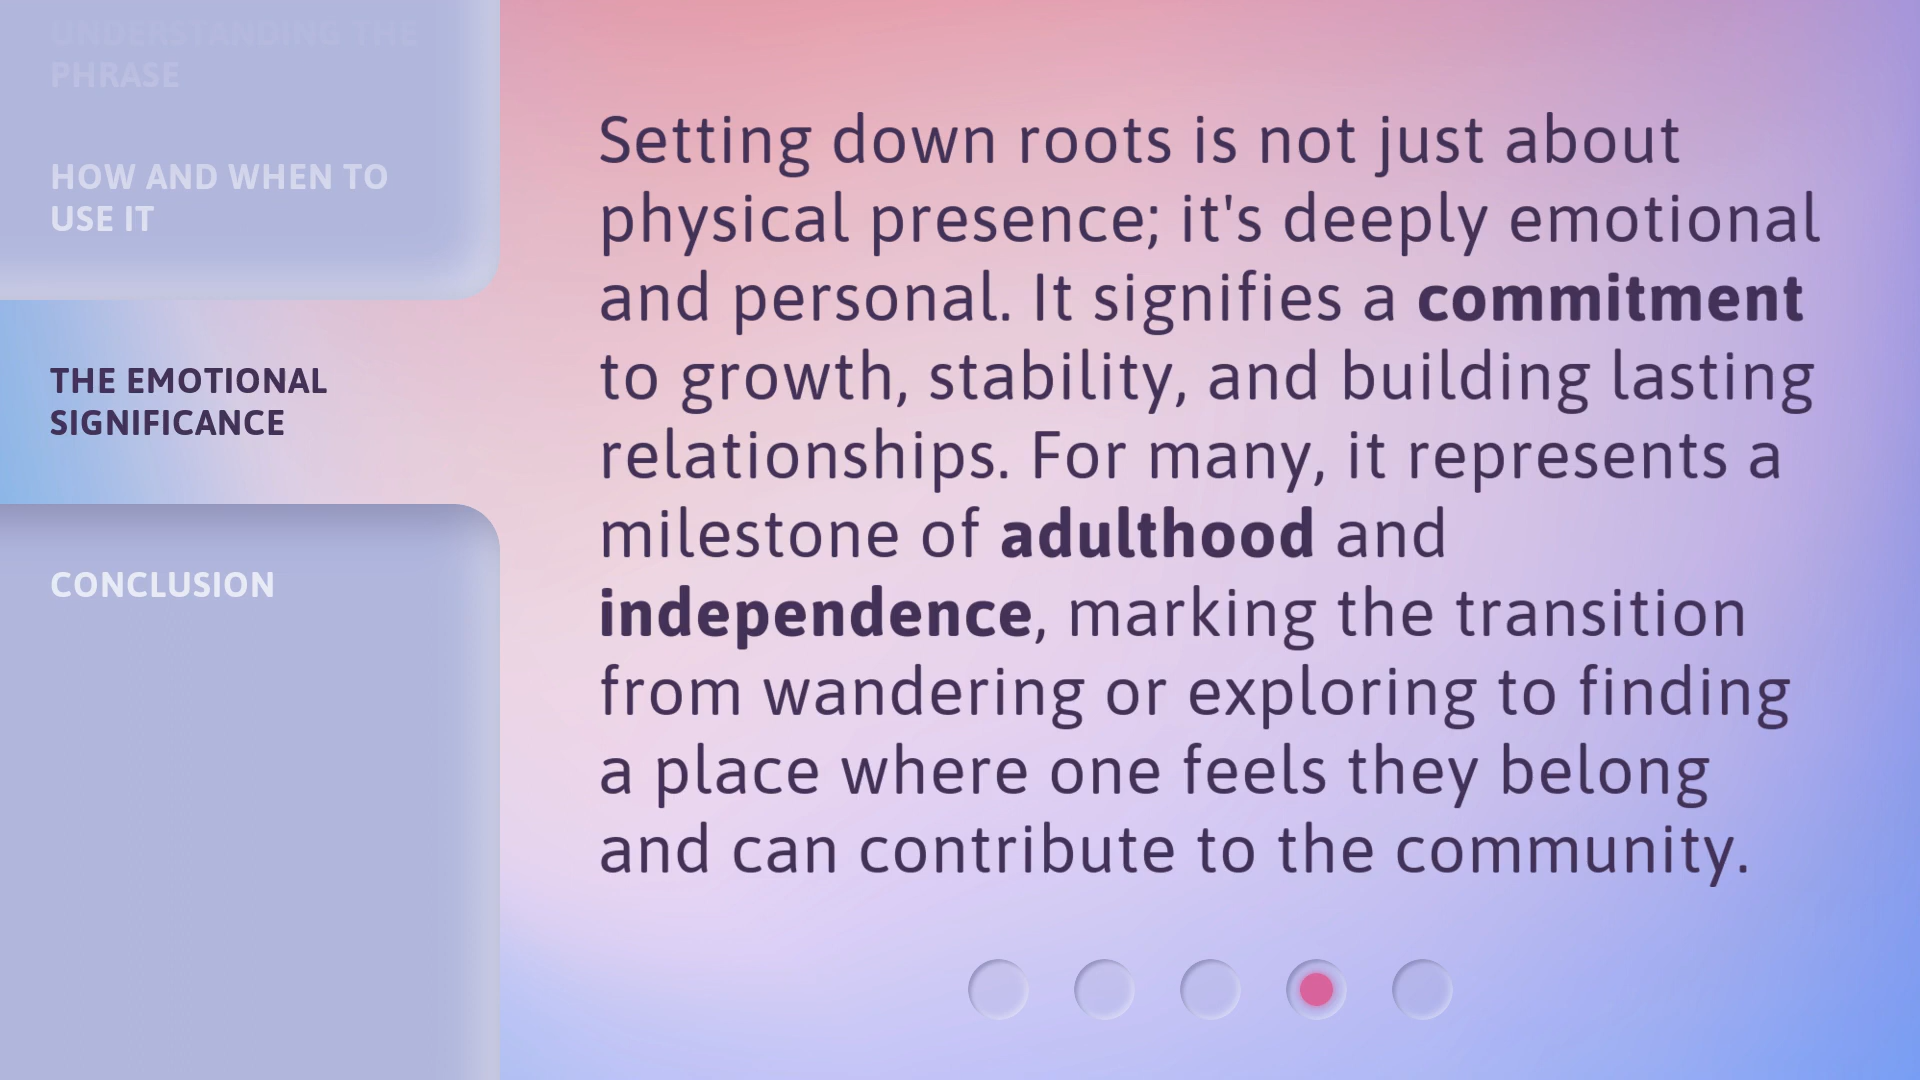 UNDERSTANDING THE
PHRASE
HOW AND WHEN TO
USE IT
THE EMOTIONAL
SIGNIFICANCE
CONCLUSION
Setting down roots is not just about
physical presence; it's deeply emotional
and personal. It signifies a commitment
to growth, stability, and building lasting
relationships. For many, it represents a
milestone of adulthood and
independence, marking the transition
from wandering or exploring to finding
a place where one feels they belong
and can contribute to the community.